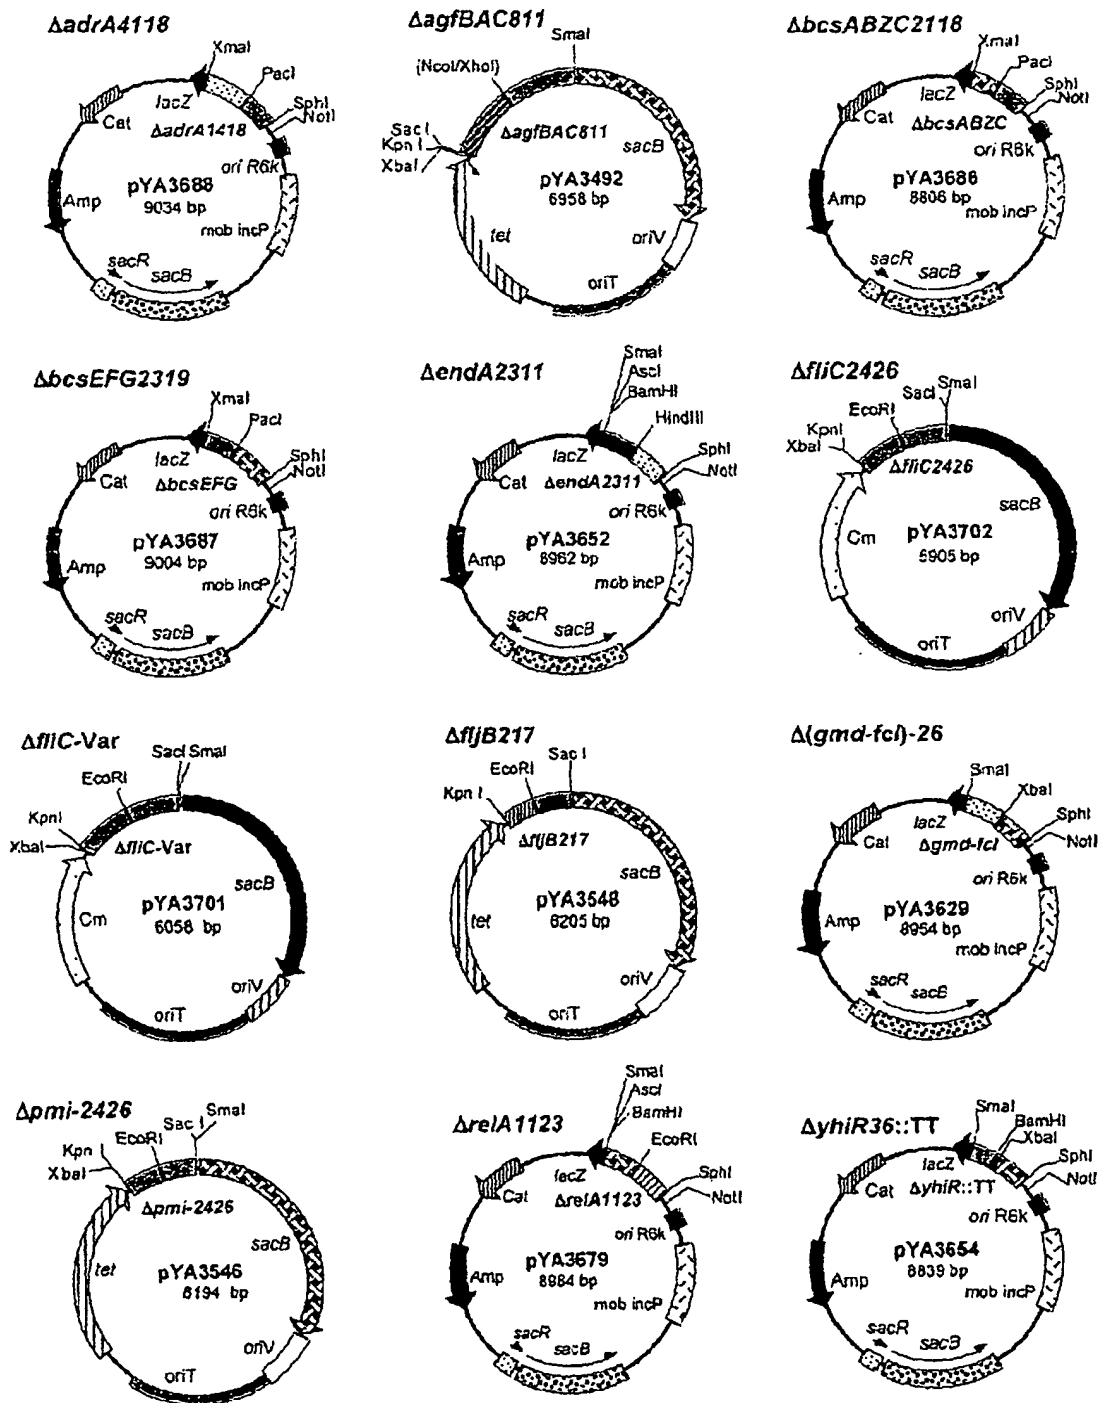 ΔadrA4118
XmaI
PacI
SphI
NotI
lacZ
Cat
ΔadrA1418
ori R6k
pYA3688
9034 bp
Amp
mob incP
sacR
sacB
ΔagfBAC811
SmaI
(NcoI/XhoI)
SacI
KpnI
XbaI
ΔagfBAC811
sacB
pYA3492
6958 bp
tet
oriV
oriT
ΔbcsABZC2118
XmaI
PacI
SphI
NotI
lacZ
Cat
ΔbcsABZC
ori R6k
pYA3686
8806 bp
Amp
mob incP
sacR
sacB
ΔbcsEFG2319
XmaI
PacI
SphI
NotI
lacZ
Cat
ΔbcsEFG
ori R6k
pYA3687
9004 bp
Amp
mob incP
sacR
sacB
ΔendA2311
SmaI
AscI
BamHI
HindIII
SphI
NotI
lacZ
Cat
ΔendA2311
ori R6k
pYA3652
8962 bp
Amp
mob incP
sacR
sacB
ΔfliC2426
SmaI
SacI
EcoRI
KpnI
XbaI
ΔfliC2426
sacB
Cm
pYA3702
5905 bp
oriV
oriT
ΔfliC-Var
SacI SmaI
EcoRI
KpnI
XbaI
ΔfliC-Var
sacB
pYA3701
6058 bp
Cm
oriV
oriT
ΔfljB217
Sac I
EcoRI
Kpn I
ΔfljB217
sacB
pYA3548
6205 bp
tet
oriV
oriT
Δ(gmd-fcl)-26
SmaI
XbaI
SphI
NotI
lacZ
Cat
Δgmd-fcl
ori R6k
pYA3629
8954 bp
Amp
mob incP
sacR
sacB
Δpmi-2426
SmaI
Sac I
EcoRI
Kpn I
XbaI
Δpmi-2426
sacB
pYA3546
6194 bp
tet
oriV
oriT
ΔrelA1123
SmaI
AscI
BamHI
EcoRI
SphI
NotI
lacZ
Cat
ΔrelA1123
ori R6k
pYA3679
8984 bp
Amp
mob incP
sacR
sacB
ΔyhiR36::TT
SmaI
BamHI
XbaI
SphI
NotI
lacZ
Cat
ΔyhiR::TT
ori R6k
pYA3654
8839 bp
Amp
mob incP
sacR
sacB